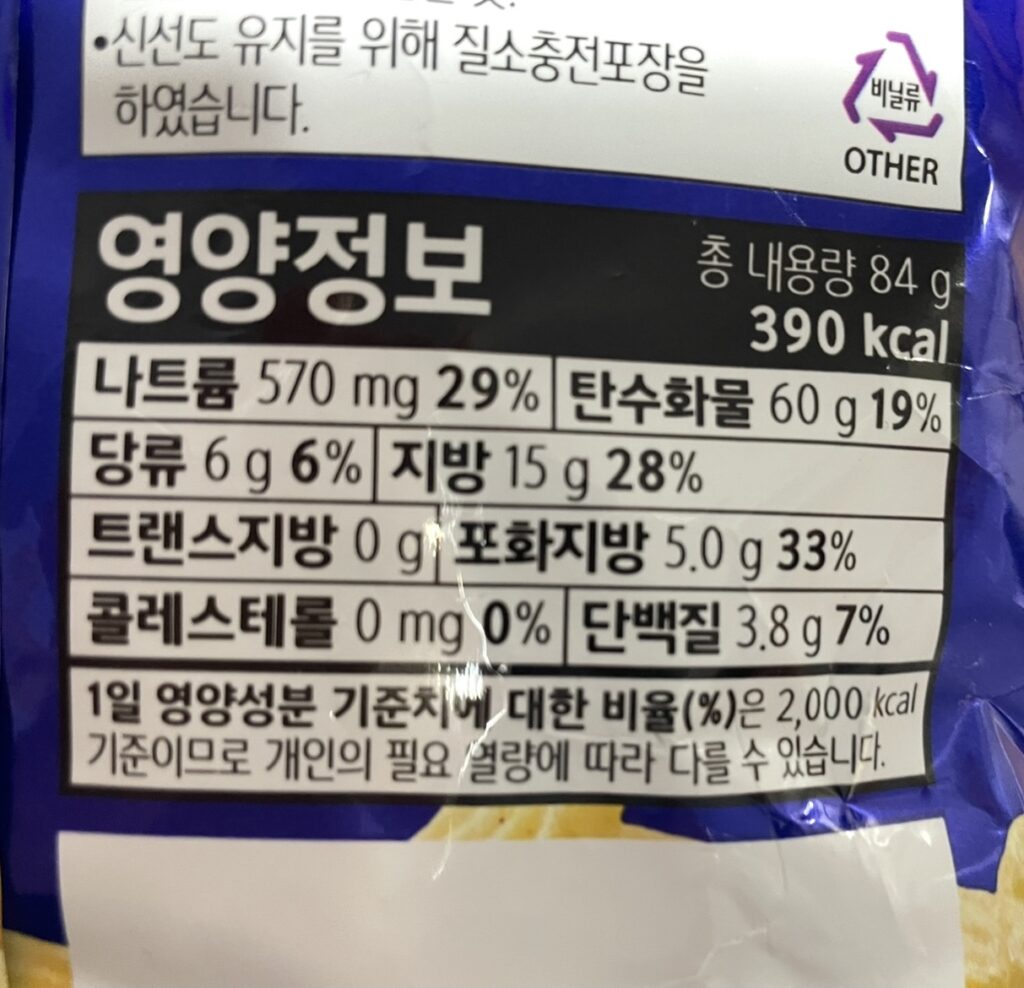 •신선도 유지를 위해 질소충전포장을
하였습니다.
비닐류
OTHER
영양정보
총 내용량 84 g
390 kcal
나트륨 570 mg 29% 탄수화물 60 g 19%
당류 6 g 6% 지방 15 g 28%
트랜스지방 0 g 포화지방 5.0 g 33%
콜레스테롤 0 mg 0% 단백질 3.8 g 7%
1일 영양성분 기준치에 대한 비율(%)은 2,000 kcal
기준이므로 개인의 필요 열량에 따라 다를 수 있습니다.